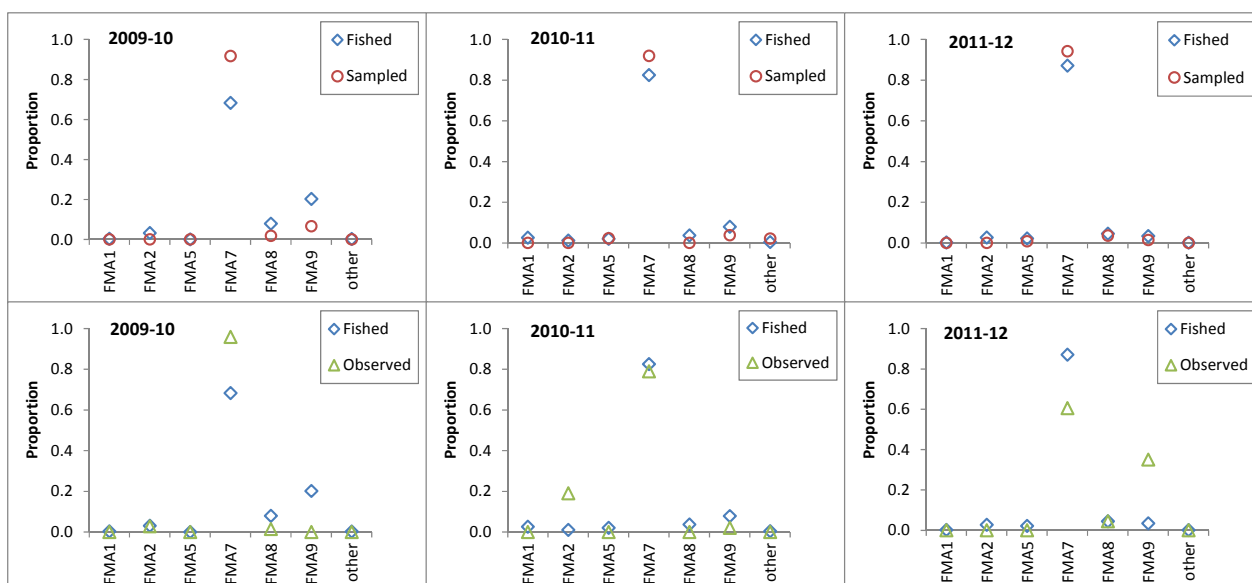 2009-10
Fished
Sampled
Proportion
1.0
0.8
0.6
0.4
0.2
0.0
FMA1
FMA2
FMA5
FMA7
FMA8
FMA9
other
2010-11
Fished
Sampled
Proportion
1.0
0.8
0.6
0.4
0.2
0.0
FMA1
FMA2
FMA5
FMA7
FMA8
FMA9
other
2011-12
Fished
Sampled
Proportion
1.0
0.8
0.6
0.4
0.2
0.0
FMA1
FMA2
FMA5
FMA7
FMA8
FMA9
other
2009-10
Fished
Observed
Proportion
1.0
0.8
0.6
0.4
0.2
0.0
FMA1
FMA2
FMA5
FMA7
FMA8
FMA9
other
2010-11
Fished
Observed
Proportion
1.0
0.8
0.6
0.4
0.2
0.0
FMA1
FMA2
FMA5
FMA7
FMA8
FMA9
other
2011-12
Fished
Observed
Proportion
1.0
0.8
0.6
0.4
0.2
0.0
FMA1
FMA2
FMA5
FMA7
FMA8
FMA9
other